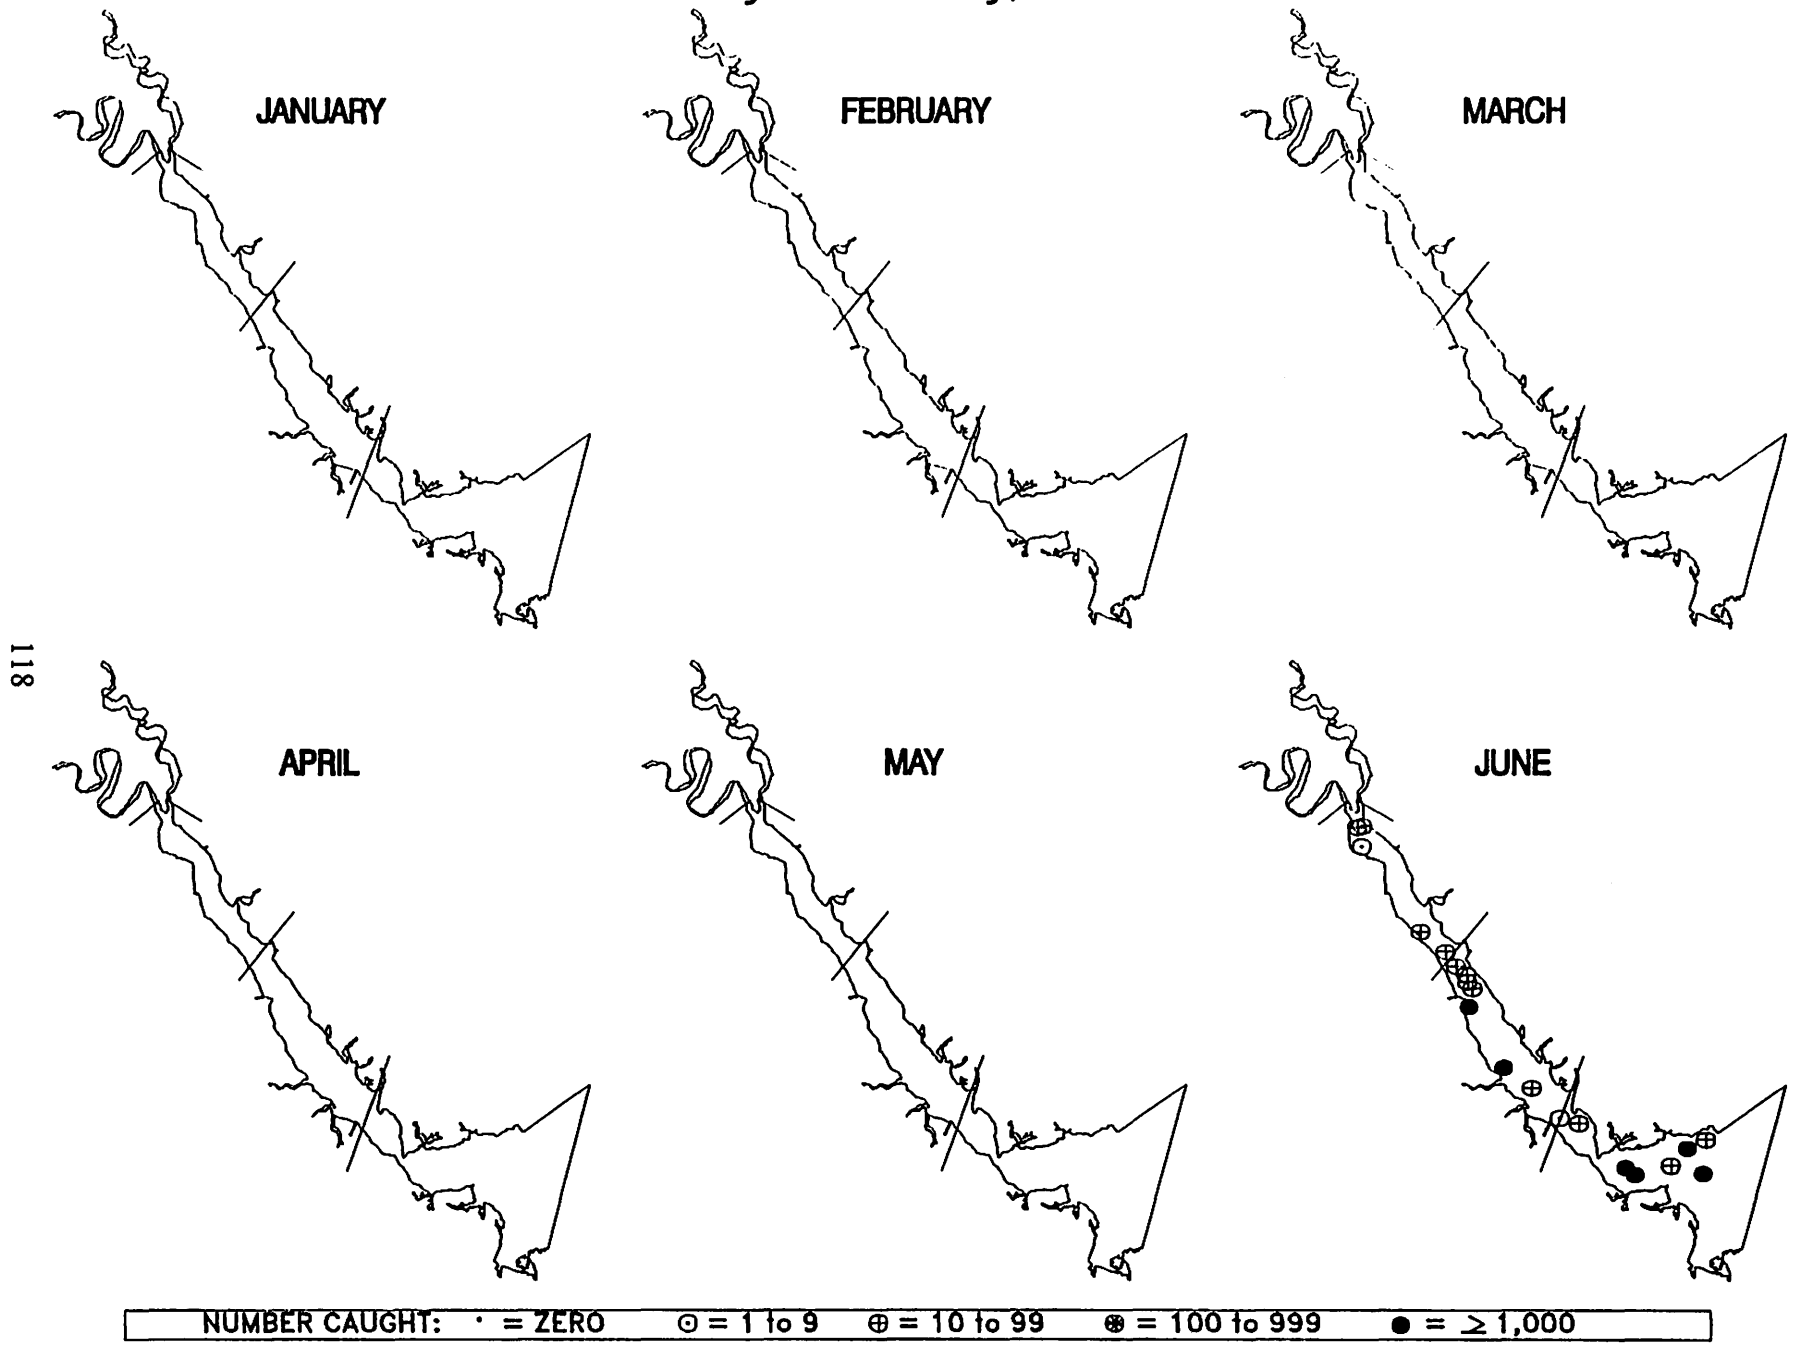 JANUARY
FEBRUARY
MARCH
118
APRIL
MAY
JUNE
NUMBER CAUGHT: · = ZERO ⊙ = 1 to 9 ⊕ = 10 to 99 ⊛ = 100 to 999 ● = ≥ 1,000